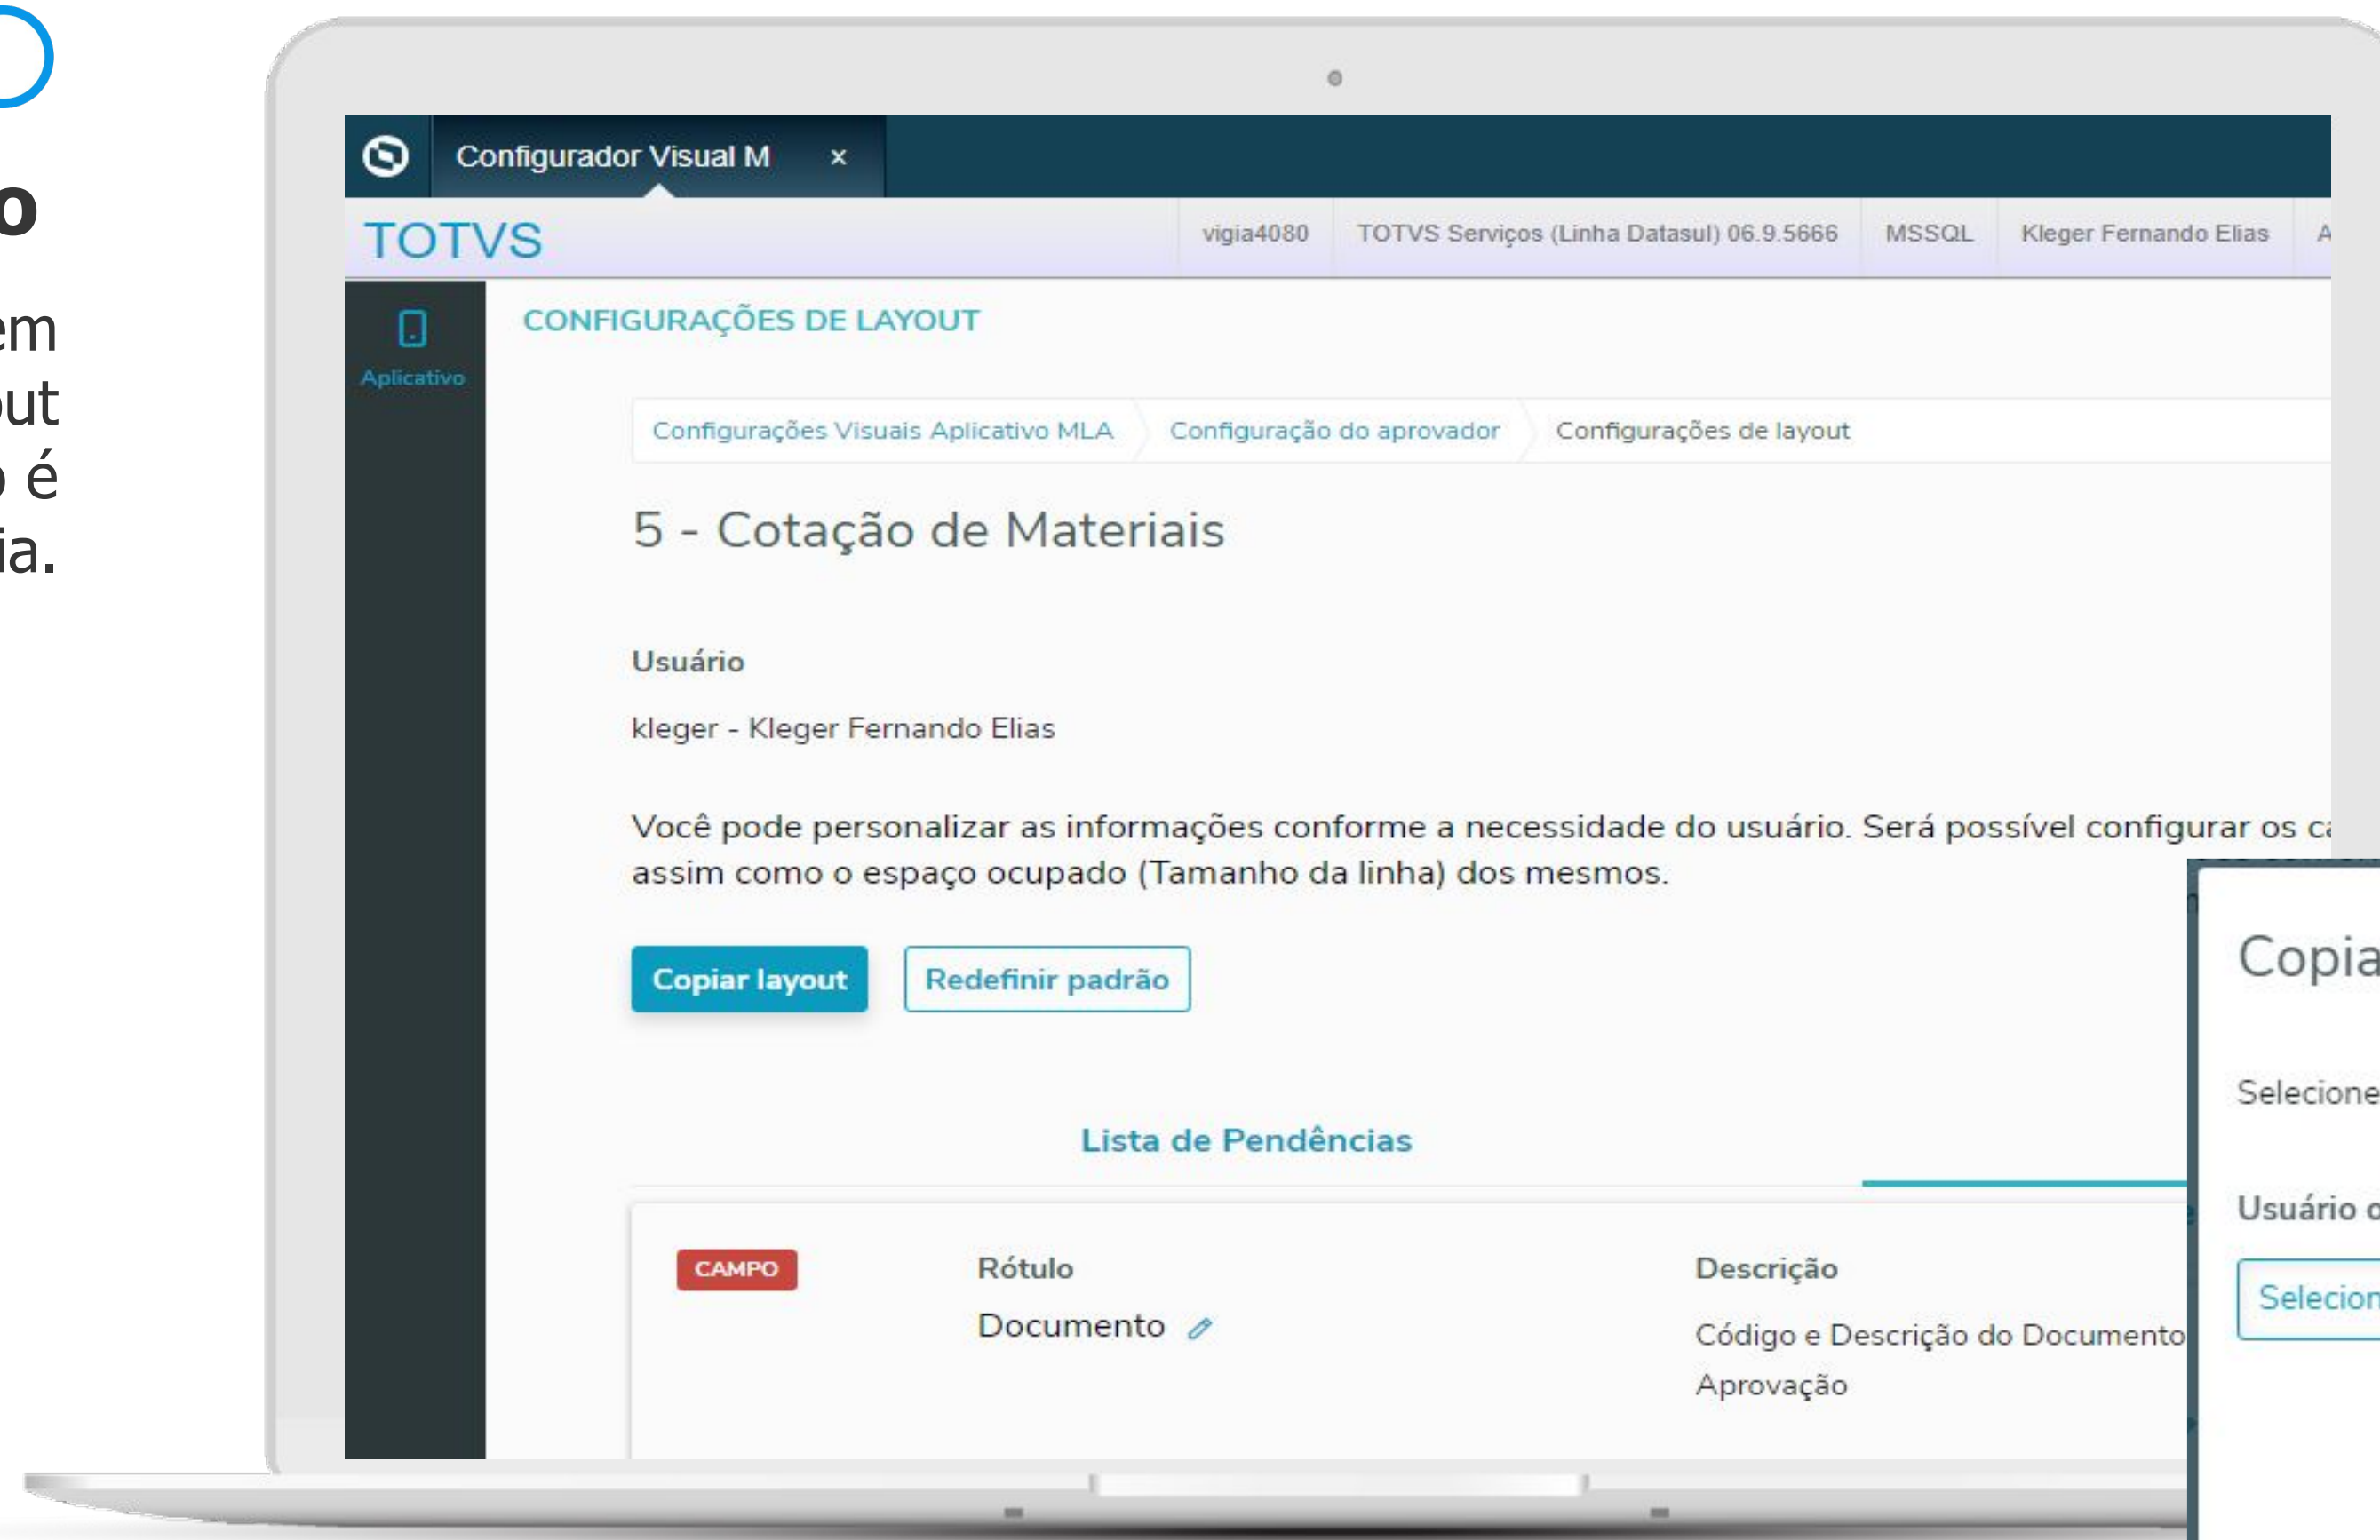 o
em
out
o é
ia.
Configurador Visual M x
TOTVS
vigia4080 TOTVS Serviços (Linha Datasul) 06.9.5666 MSSQL Kleger Fernando Elias A
Aplicativo
CONFIGURAÇÕES DE LAYOUT
Configurações Visuais Aplicativo MLA Configuração do aprovador Configurações de layout
5 - Cotação de Materiais
Usuário
kleger - Kleger Fernando Elias
Você pode personalizar as informações conforme a necessidade do usuário. Será possível configurar os ca
assim como o espaço ocupado (Tamanho da linha) dos mesmos.
Copiar layout Redefinir padrão
Lista de Pendências
CAMPO Rótulo Descrição
Documento Código e Descrição do Documento
Aprovação
Copia
Selecione
Usuário o
Selecion